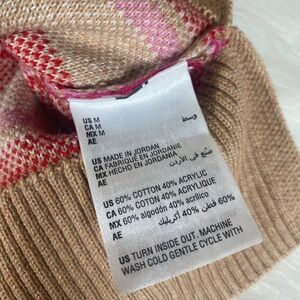 US M
CA M
MX M
AE وسط
US MADE IN JORDAN
CA FABRIQUÉ EN JORDANIE
MX HECHO EN JORDANIA
AE صنع في الأردن
US 60% COTTON 40% ACRYLIC
CA 60% COTON 40% ACRYLIQUE
MX 60% algodón 40% acrílico
AE 60% قطن 40% أكريليك
US TURN INSIDE OUT. MACHINE
WASH COLD GENTLE CYCLE WITH